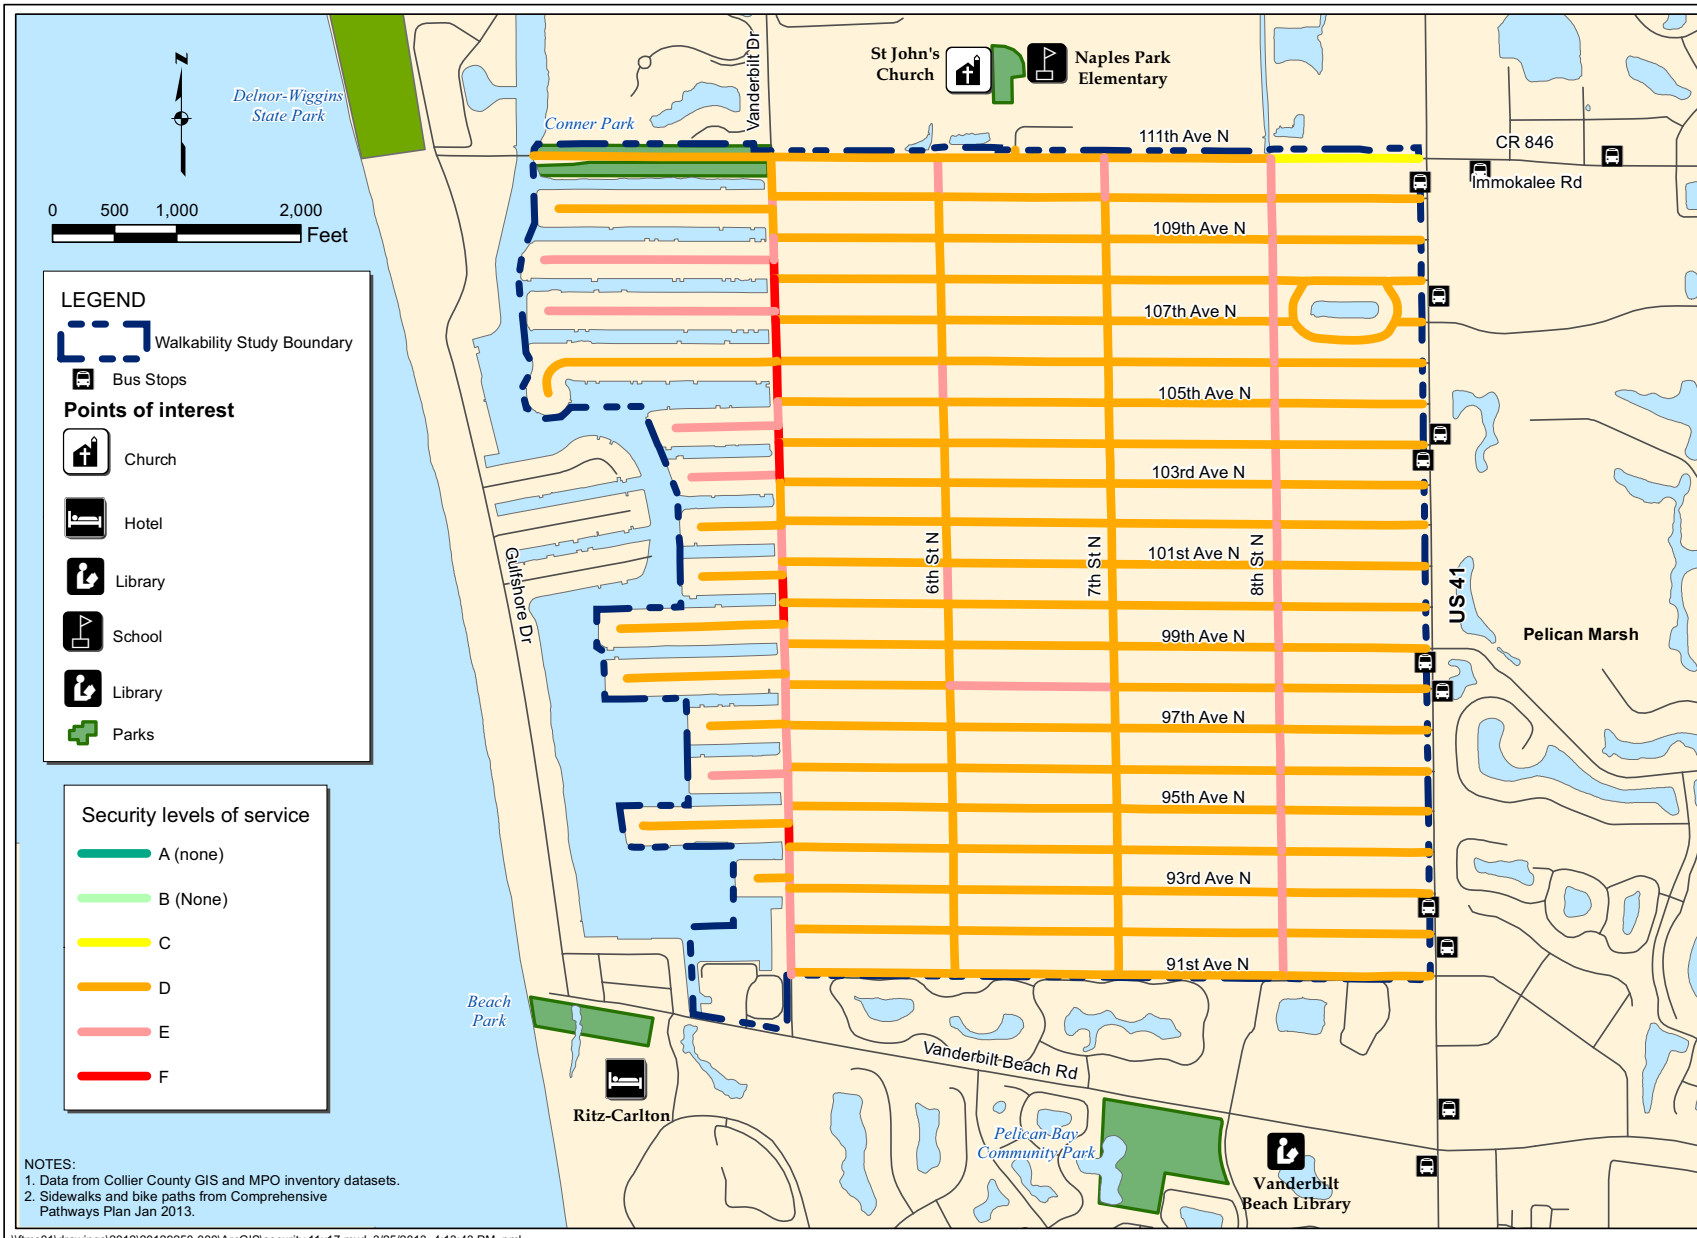 Delnor-Wiggins
State Park
Conner Park
Vanderbilt Dr
St John's
Church
Naples Park
Elementary
111th Ave N
CR 846
Immokalee Rd
0 500 1,000 2,000
Feet
109th Ave N
107th Ave N
105th Ave N
103rd Ave N
101st Ave N
99th Ave N
97th Ave N
95th Ave N
93rd Ave N
91st Ave N
6th St N
7th St N
8th St N
US 41
Pelican Marsh
Gulfshore Dr
LEGEND
Walkability Study Boundary
Bus Stops
Points of interest
Church
Hotel
Library
School
Library
Parks
Security levels of service
A (none)
B (None)
C
D
E
F
Beach
Park
Ritz-Carlton
Vanderbilt Beach Rd
Pelican Bay
Community Park
Vanderbilt
Beach Library
NOTES:
1. Data from Collier County GIS and MPO inventory datasets.
2. Sidewalks and bike paths from Comprehensive
Pathways Plan Jan 2013.